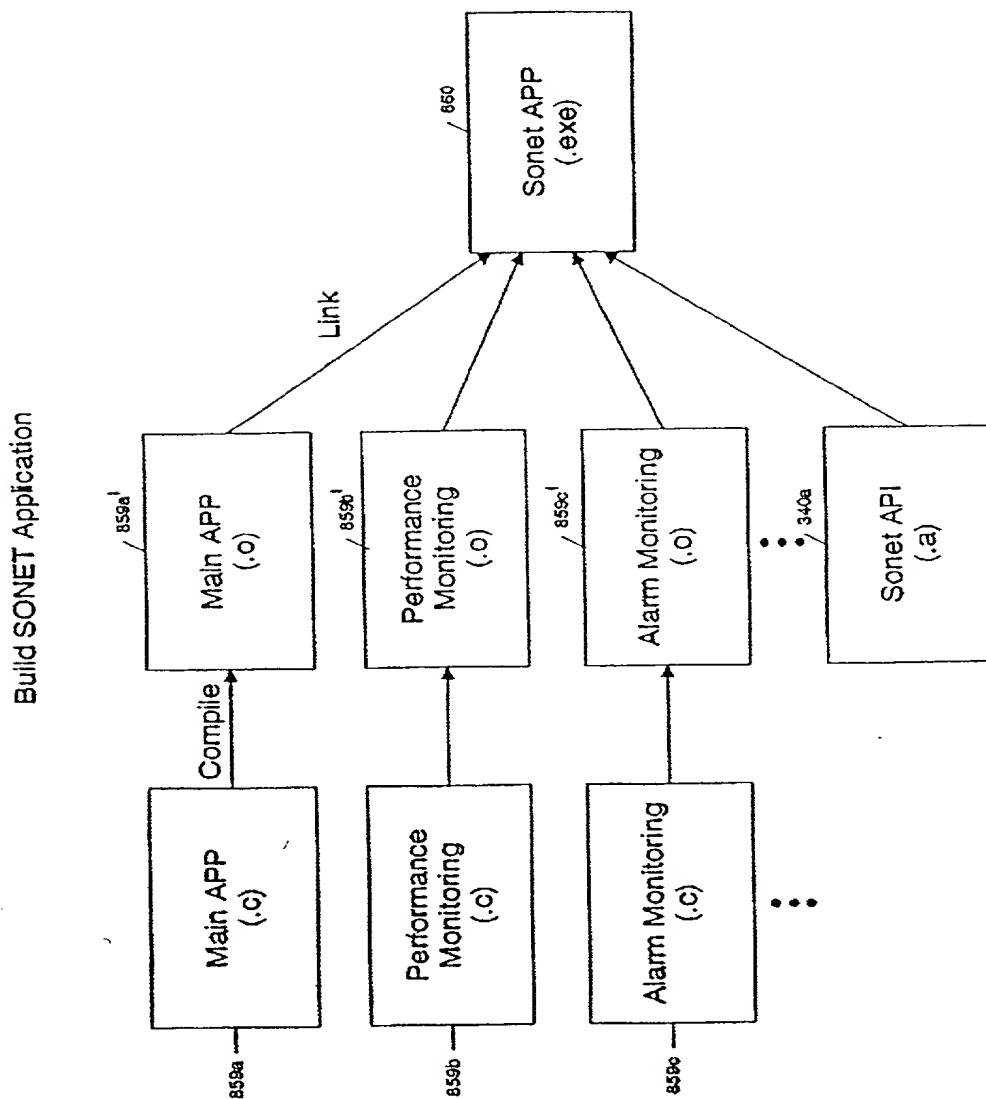 Build SONET Application
859a
Main APP
(.c)
Compile
859a'
Main APP
(.o)
Link
859b
Performance
Monitoring
(.c)
859b'
Performance
Monitoring
(.o)
859c
Alarm Monitoring
(.c)
859c'
Alarm Monitoring
(.o)
340a
Sonet API
(.a)
860
Sonet APP
(.exe)